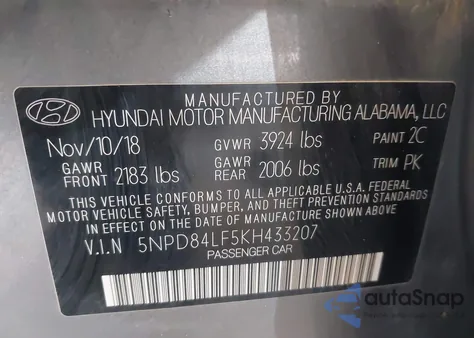 MANUFACTURED BY
HYUNDAI MOTOR MANUFACTURING ALABAMA, LLC
Nov/10/18 GVWR 3924 lbs PAINT 2C
GAWR FRONT 2183 lbs GAWR REAR 2006 lbs TRIM PK
THIS VEHICLE CONFORMS TO ALL APPLICABLE U.S.A. FEDERAL
MOTOR VEHICLE SAFETY, BUMPER, AND THEFT PREVENTION STANDARDS
IN EFFECT ON THE DATE OF MANUFACTURE SHOWN ABOVE.
V.I.N 5NPD84LF5KH433207
PASSENGER CAR
autaSnap